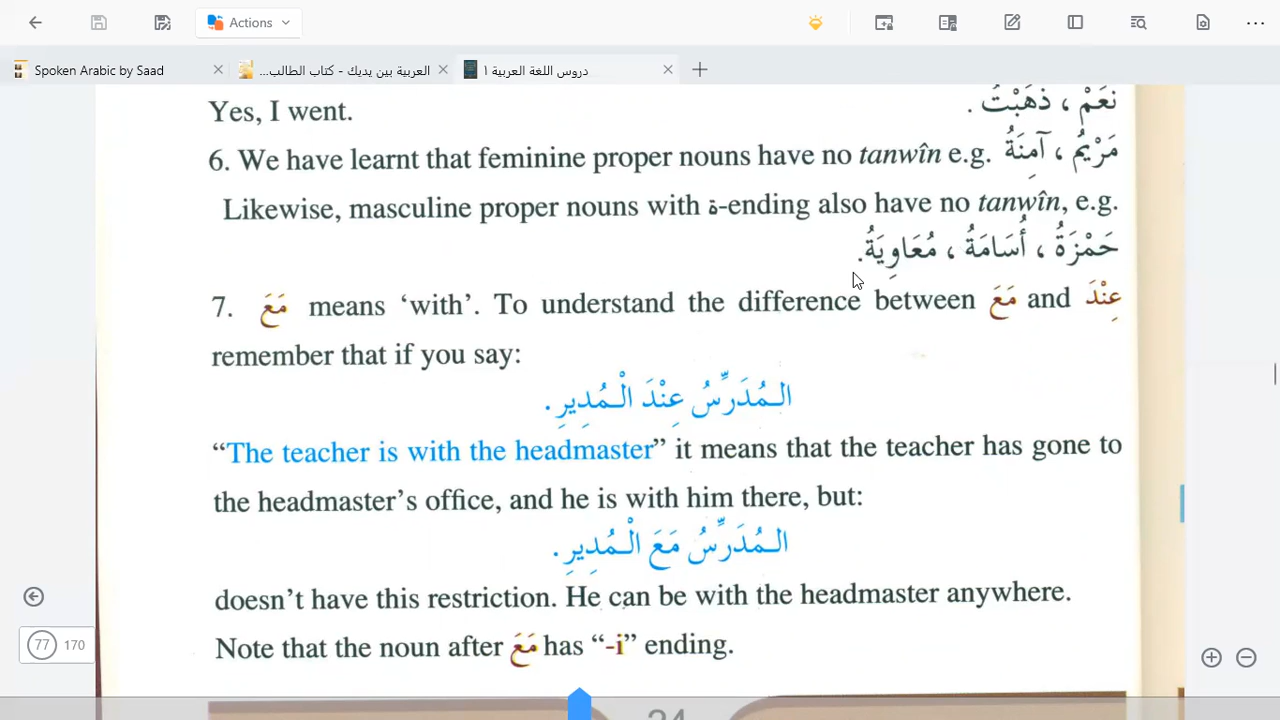 Actions
Spoken Arabic by Saad
العربية بين يديك - كتاب الطالب...
دروس اللغة العربية ١
Yes, I went. نَعَمْ ، ذَهَبْتُ .
6. We have learnt that feminine proper nouns have no tanwîn e.g. مَرْيَمُ ، آمِنَةُ
Likewise, masculine proper nouns with ة-ending also have no tanwîn, e.g.
حَمْزَةُ ، أُسَامَةُ ، مُعَاوِيَةُ.
7. مَعَ means ‘with’. To understand the difference between مَعَ and عِنْدَ
remember that if you say:
الـمُدَرِّسُ عِنْدَ الْـمُدِيرِ .
“The teacher is with the headmaster” it means that the teacher has gone to
the headmaster’s office, and he is with him there, but:
الـمُدَرِّسُ مَعَ الْـمُدِيرِ .
doesn’t have this restriction. He can be with the headmaster anywhere.
Note that the noun after مَعَ has “-i” ending.
77 170
24